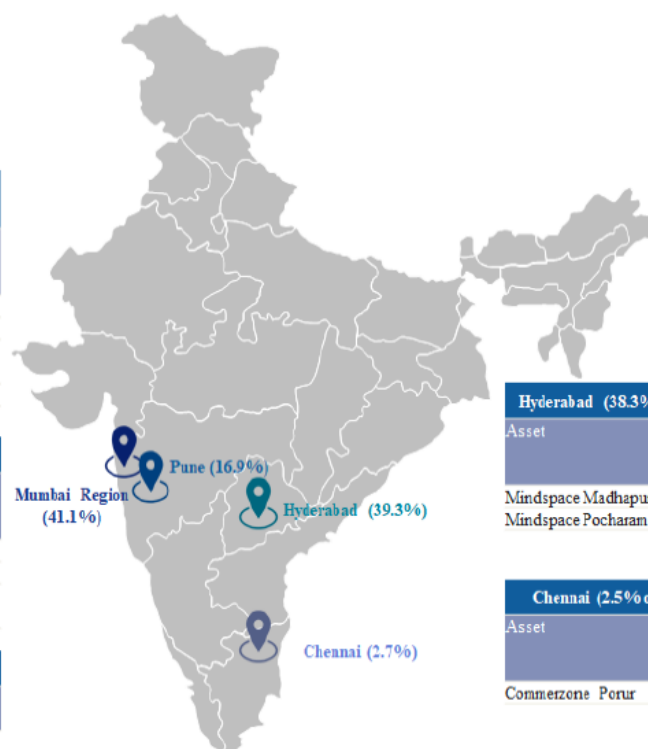 Pune (16.9%)
Mumbai Region
(41.1%)
Hyderabad (39.3%)
Chennai (2.7%)
Hyderabad (38.3%
Asset
Mindspace Madhapu
Mindspace Pocharam
Chennai (2.5%
Asset
Commerzone Porur